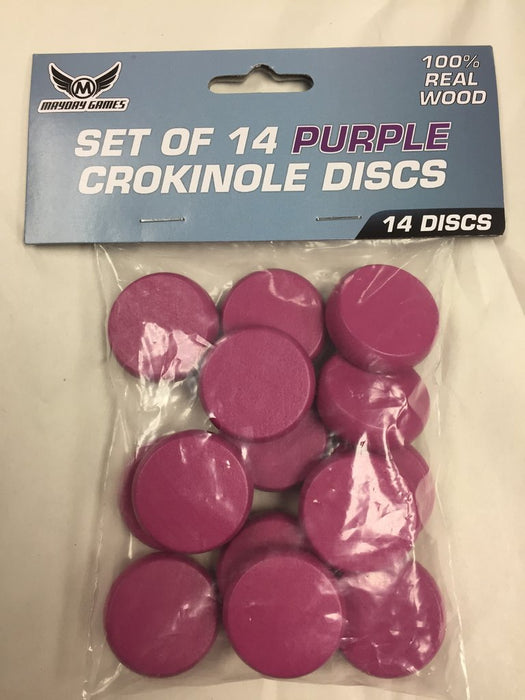 M
MAYDAY GAMES
100%
REAL
WOOD
SET OF 14 PURPLE
CROKINOLE DISCS
14 DISCS